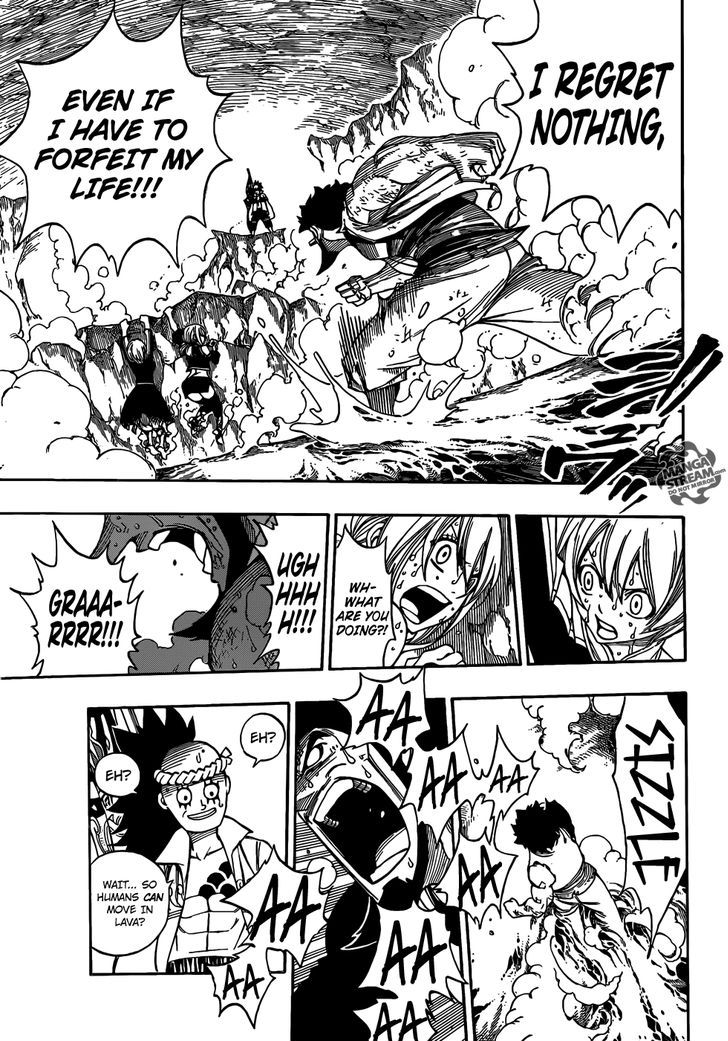 I REGRET
NOTHING,
EVEN IF
I HAVE TO
FORFEIT MY
LIFE!!!
MANGA
STREAM.COM
DO NOT MIRROR
WH-
WHAT ARE
YOU
DOING?!
UGH
HHH
HH
H!!!
GRAAA-
RRRR!!!
SIZZLE
AA
AA
AA
AA
AA
AA
AA
AA
EH?
EH?
WAIT... SO
HUMANS CAN
MOVE IN
LAVA?